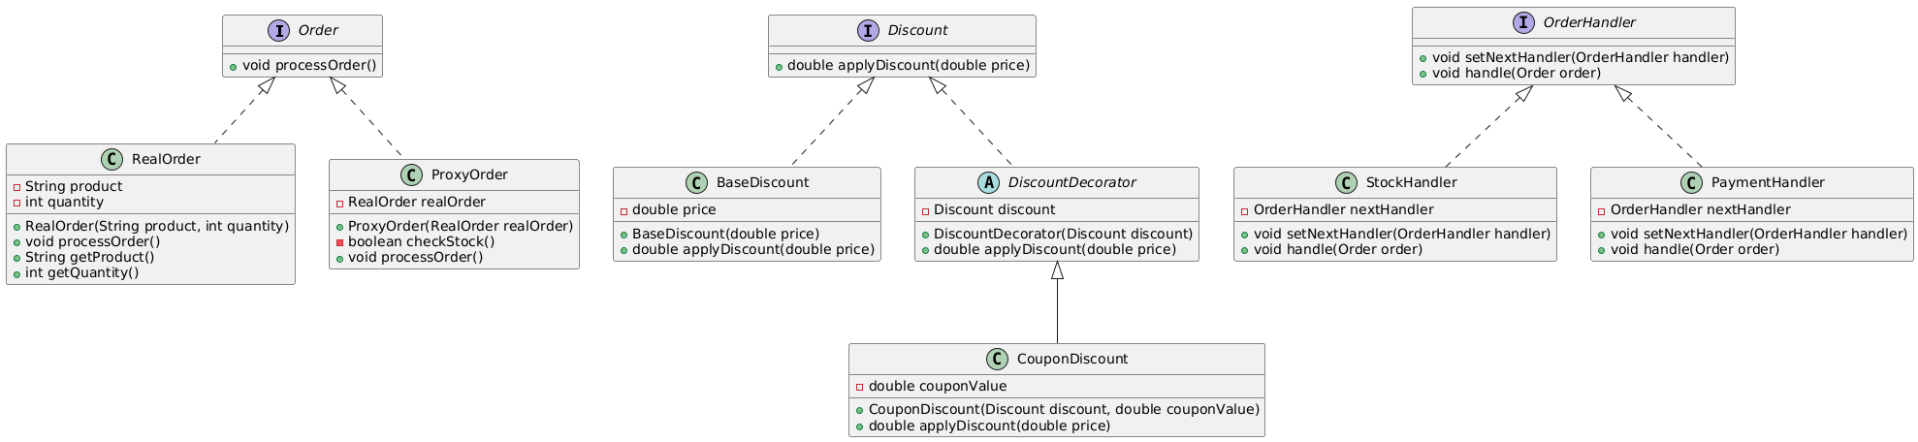 I Order
+ void processOrder()
C RealOrder
String product
int quantity
RealOrder(String product, int quantity)
void processOrder()
String getProduct()
int getQuantity()
C ProxyOrder
RealOrder realOrder
ProxyOrder(RealOrder realOrder)
boolean checkStock()
void processOrder()
I Discount
double applyDiscount(double price)
C BaseDiscount
double price
BaseDiscount(double price)
double applyDiscount(double price)
A DiscountDecorator
Discount discount
DiscountDecorator(Discount discount)
double applyDiscount(double price)
C CouponDiscount
double couponValue
CouponDiscount(Discount discount, double couponValue)
double applyDiscount(double price)
I OrderHandler
void setNextHandler(OrderHandler handler)
void handle(Order order)
C StockHandler
OrderHandler nextHandler
void setNextHandler(OrderHandler handler)
void handle(Order order)
C PaymentHandler
OrderHandler nextHandler
void setNextHandler(OrderHandler handler)
void handle(Order order)